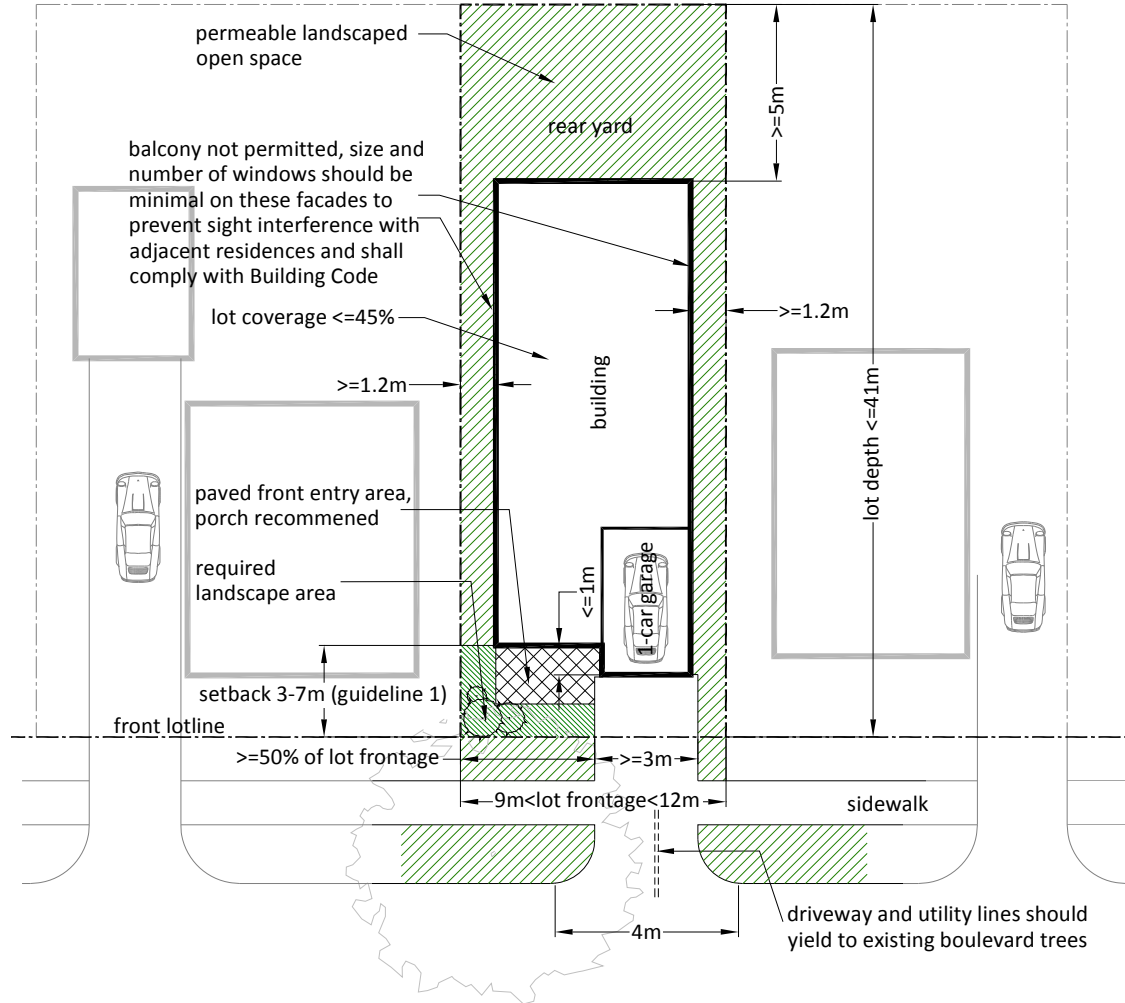 permeable landscaped
open space
rear yard
>=5m
balcony not permitted, size and
number of windows should be
minimal on these facades to
prevent sight interference with
adjacent residences and shall
comply with Building Code
lot coverage <=45%
>=1.2m
>=1.2m
building
lot depth <=41m
paved front entry area,
porch recommened
required
landscape area
<=1m
1-car garage
setback 3-7m (guideline 1)
front lotline
>=50% of lot frontage
>=3m
9m<lot frontage<12m
sidewalk
driveway and utility lines should
yield to existing boulevard trees
4m